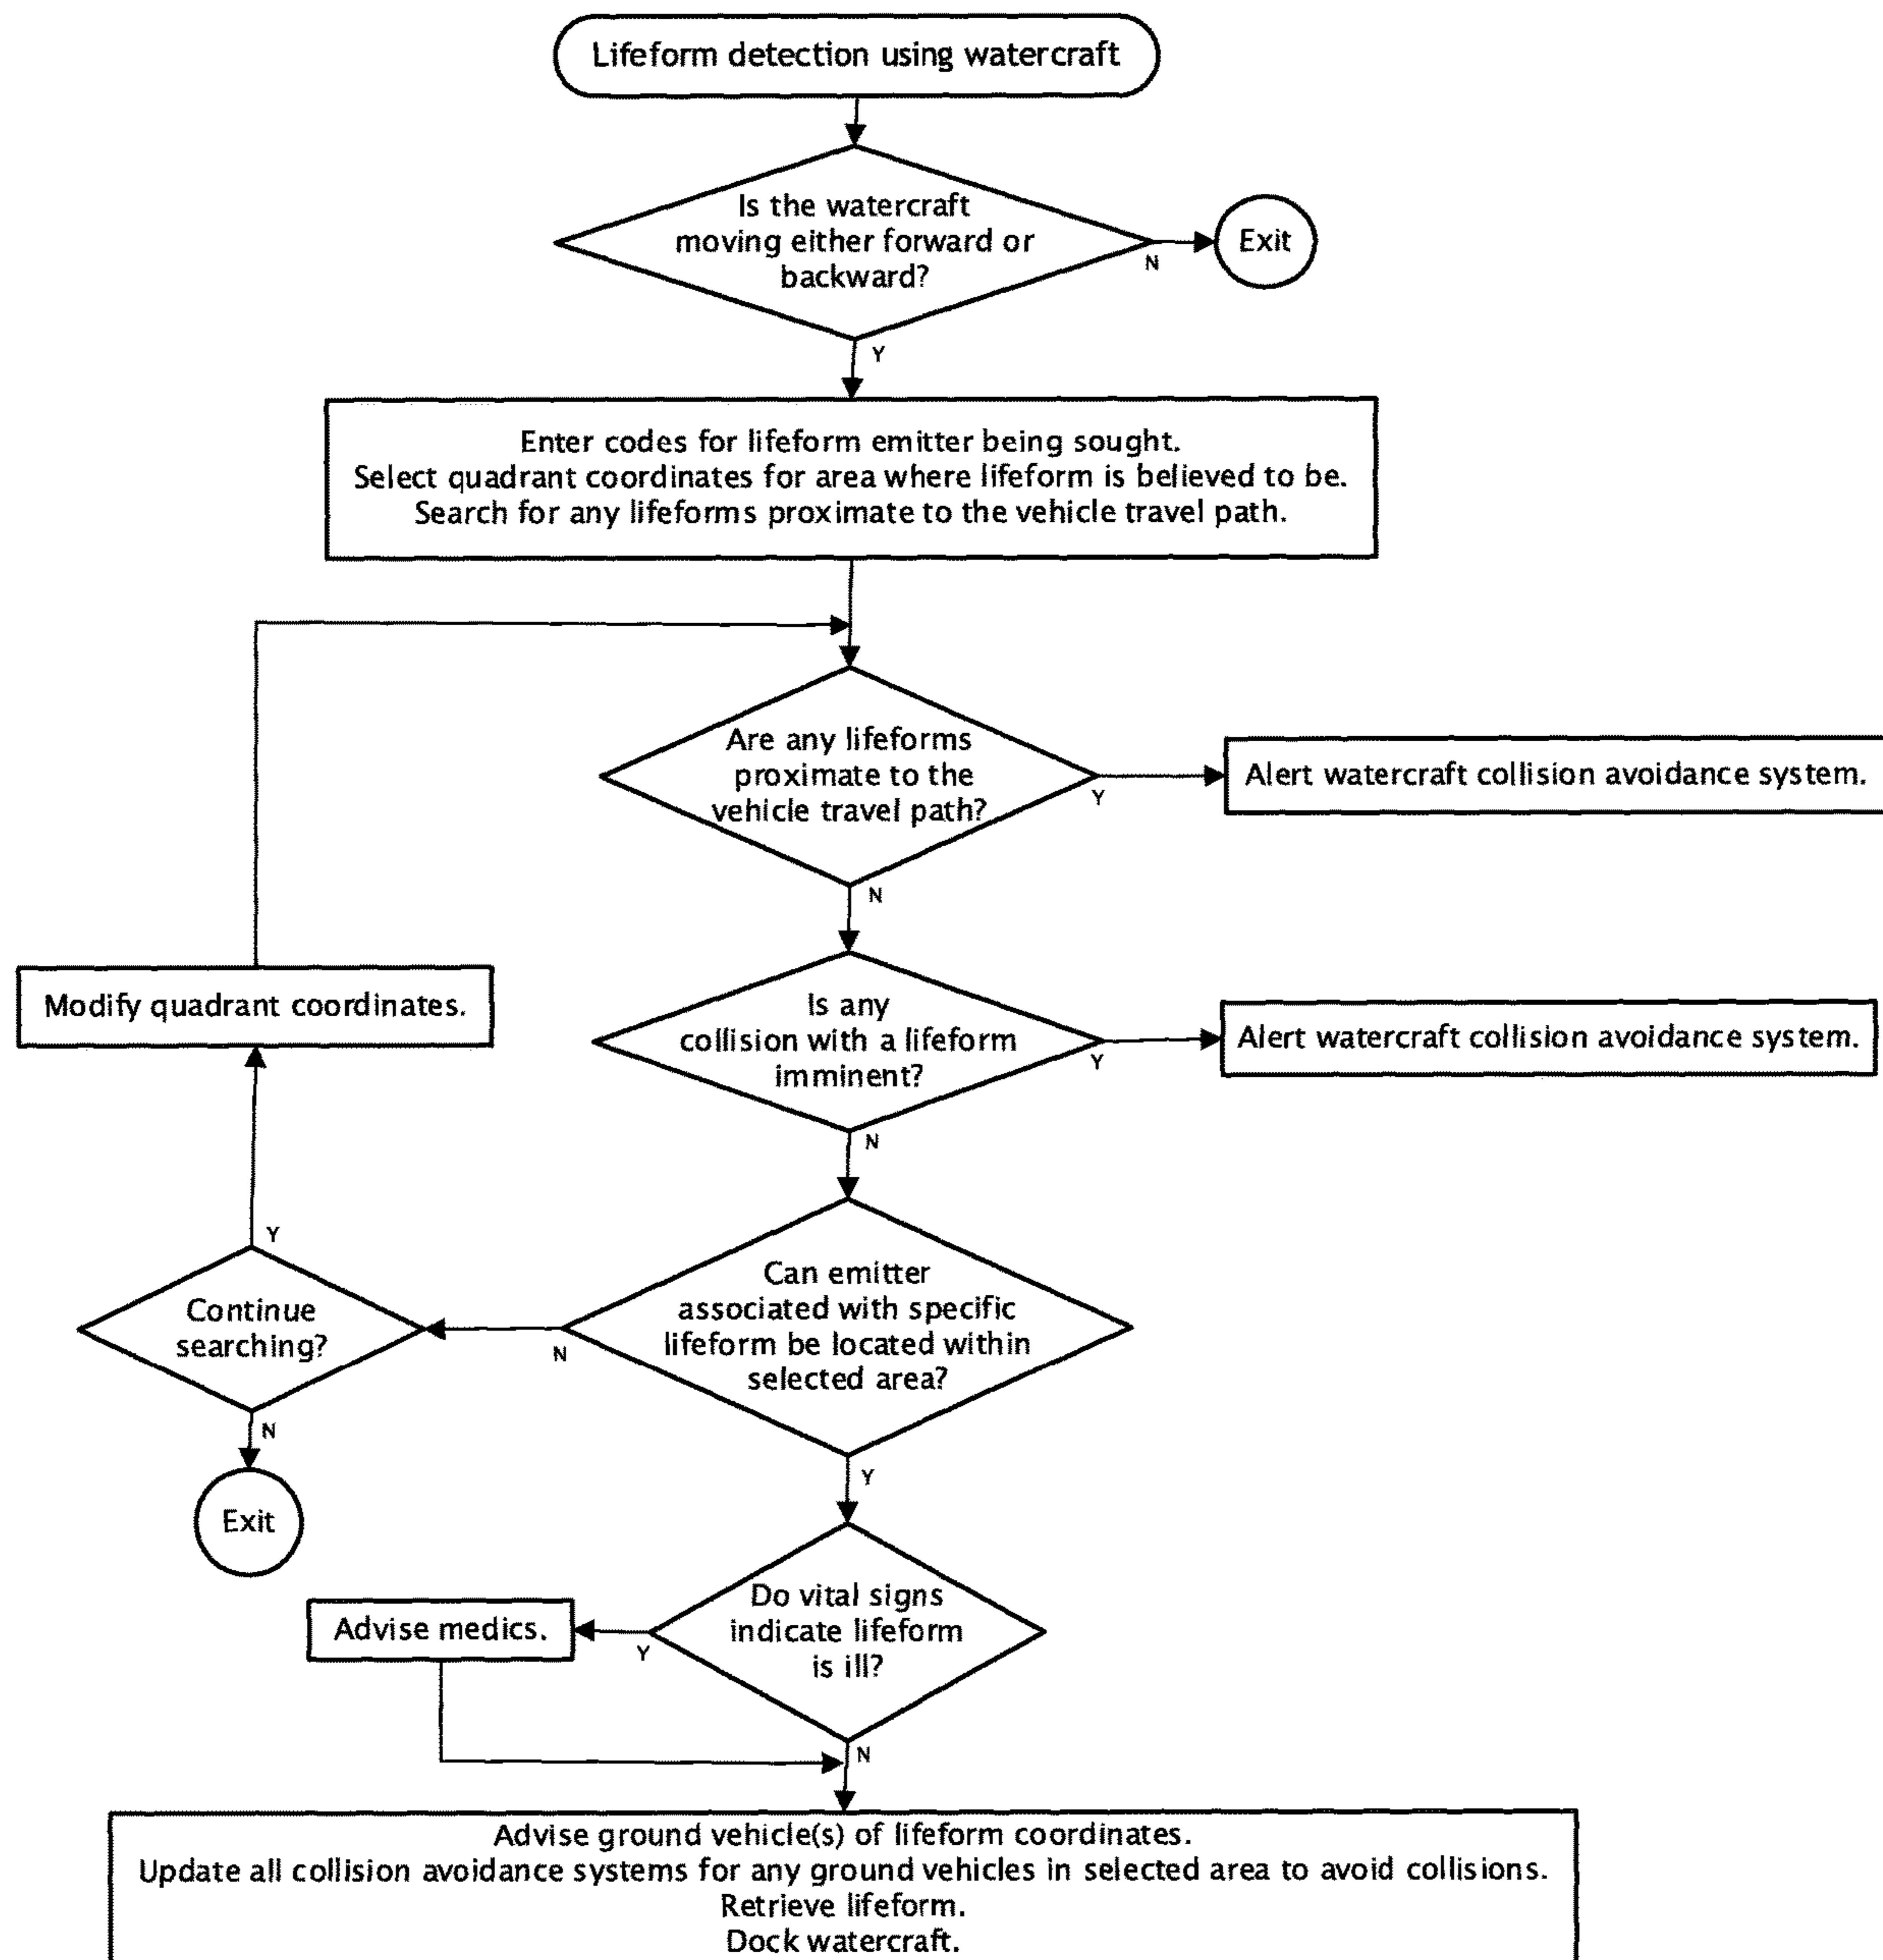 Lifeform detection using watercraft
Is the watercraft
moving either forward or
backward?
N
Exit
Y
Enter codes for lifeform emitter being sought.
Select quadrant coordinates for area where lifeform is believed to be.
Search for any lifeforms proximate to the vehicle travel path.
Are any lifeforms
proximate to the
vehicle travel path?
Y
Alert watercraft collision avoidance system.
N
Modify quadrant coordinates.
Is any
collision with a lifeform
imminent?
Y
Alert watercraft collision avoidance system.
N
Y
Continue
searching?
N
Can emitter
associated with specific
lifeform be located within
selected area?
N
Exit
Y
Do vital signs
indicate lifeform
is ill?
Y
Advise medics.
N
Advise ground vehicle(s) of lifeform coordinates.
Update all collision avoidance systems for any ground vehicles in selected area to avoid collisions.
Retrieve lifeform.
Dock watercraft.